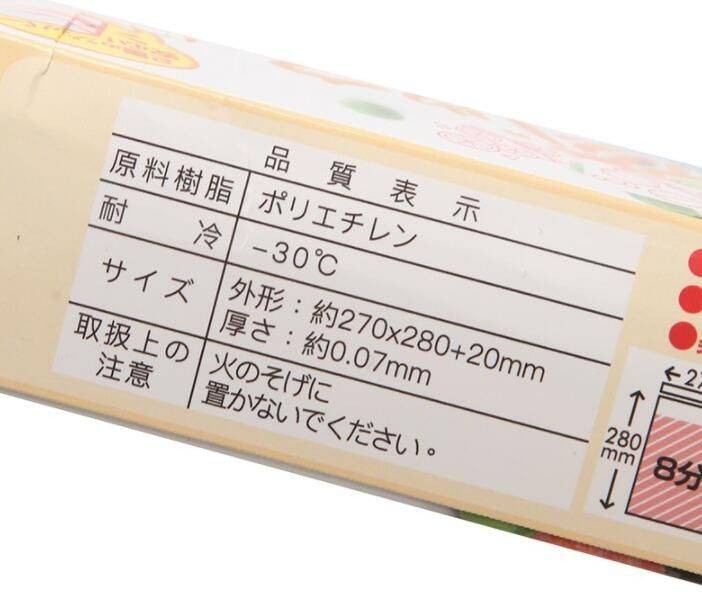 品質表示
原料樹脂 ポリエチレン
耐冷 -30℃
サイズ 外形：約270x280+20mm
厚さ：約0.07mm
取扱上の注意 火のそげに
置かないでください。
←27
280
mm
8分